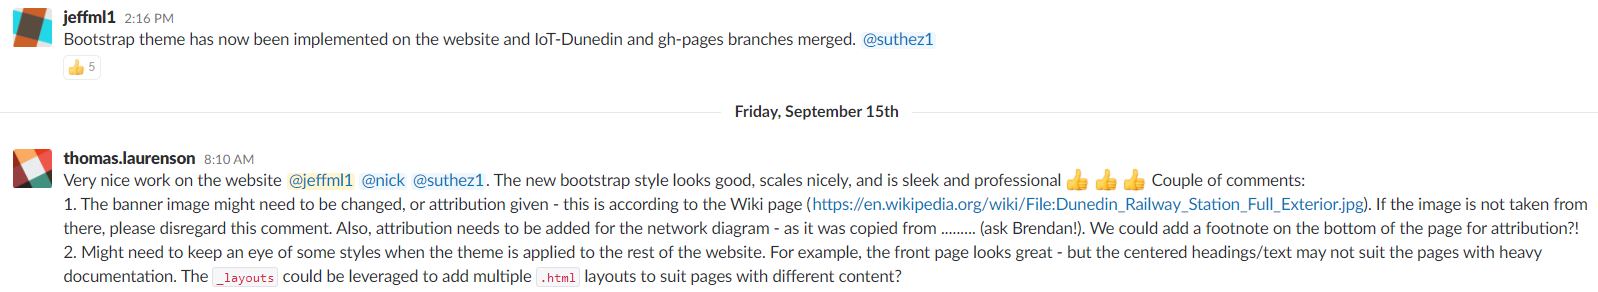 jeffml1 2:16 PM
Bootstrap theme has now been implemented on the website and IoT-Dunedin and gh-pages branches merged. @suthez1
5
Friday, September 15th
thomas.laurenson 8:10 AM
Very nice work on the website @jeffml1 @nick @suthez1. The new bootstrap style looks good, scales nicely, and is sleek and professional 👍 👍 👍 Couple of comments:
1. The banner image might need to be changed, or attribution given - this is according to the Wiki page (https://en.wikipedia.org/wiki/File:Dunedin_Railway_Station_Full_Exterior.jpg). If the image is not taken from
there, please disregard this comment. Also, attribution needs to be added for the network diagram - as it was copied from ......... (ask Brendan!). We could add a footnote on the bottom of the page for attribution?!
2. Might need to keep an eye of some styles when the theme is applied to the rest of the website. For example, the front page looks great - but the centered headings/text may not suit the pages with heavy
documentation. The _layouts could be leveraged to add multiple .html layouts to suit pages with different content?